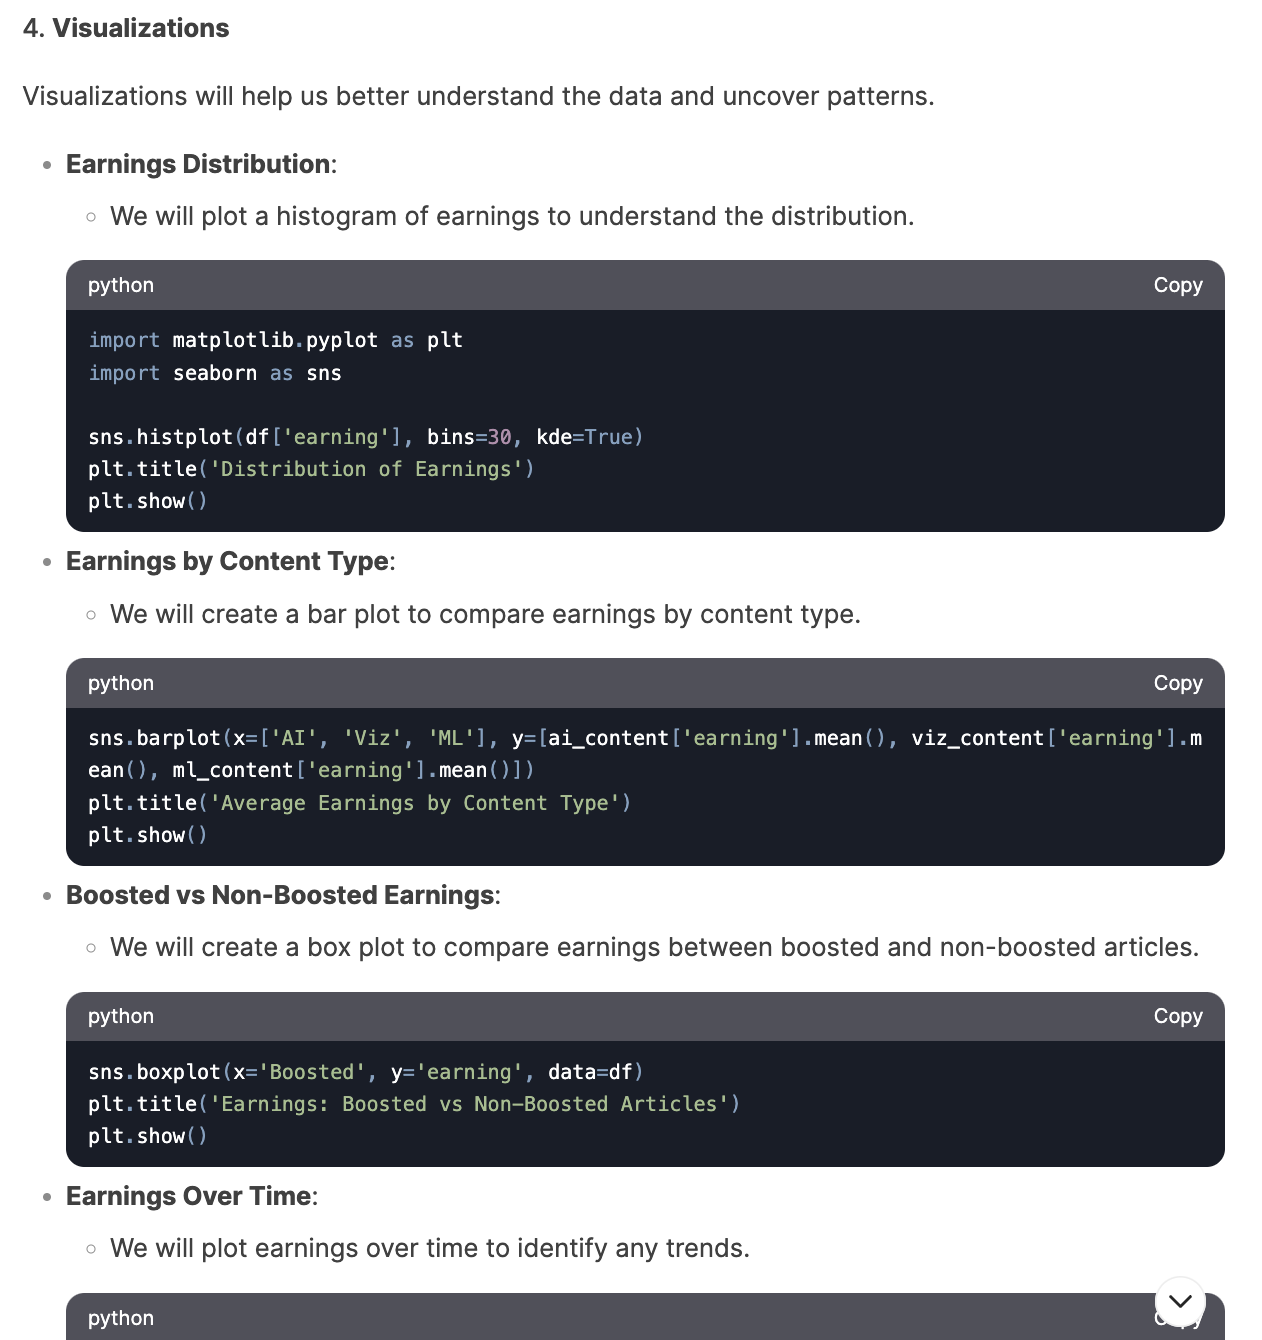 4. Visualizations
Visualizations will help us better understand the data and uncover patterns.
Earnings Distribution:
We will plot a histogram of earnings to understand the distribution.
python Copy
import matplotlib.pyplot as plt
import seaborn as sns
sns.histplot(df['earning'], bins=30, kde=True)
plt.title('Distribution of Earnings')
plt.show()
Earnings by Content Type:
We will create a bar plot to compare earnings by content type.
python Copy
sns.barplot(x=['AI', 'Viz', 'ML'], y=[ai_content['earning'].mean(), viz_content['earning'].m
ean(), ml_content['earning'].mean()])
plt.title('Average Earnings by Content Type')
plt.show()
Boosted vs Non-Boosted Earnings:
We will create a box plot to compare earnings between boosted and non-boosted articles.
python Copy
sns.boxplot(x='Boosted', y='earning', data=df)
plt.title('Earnings: Boosted vs Non-Boosted Articles')
plt.show()
Earnings Over Time:
We will plot earnings over time to identify any trends.
python